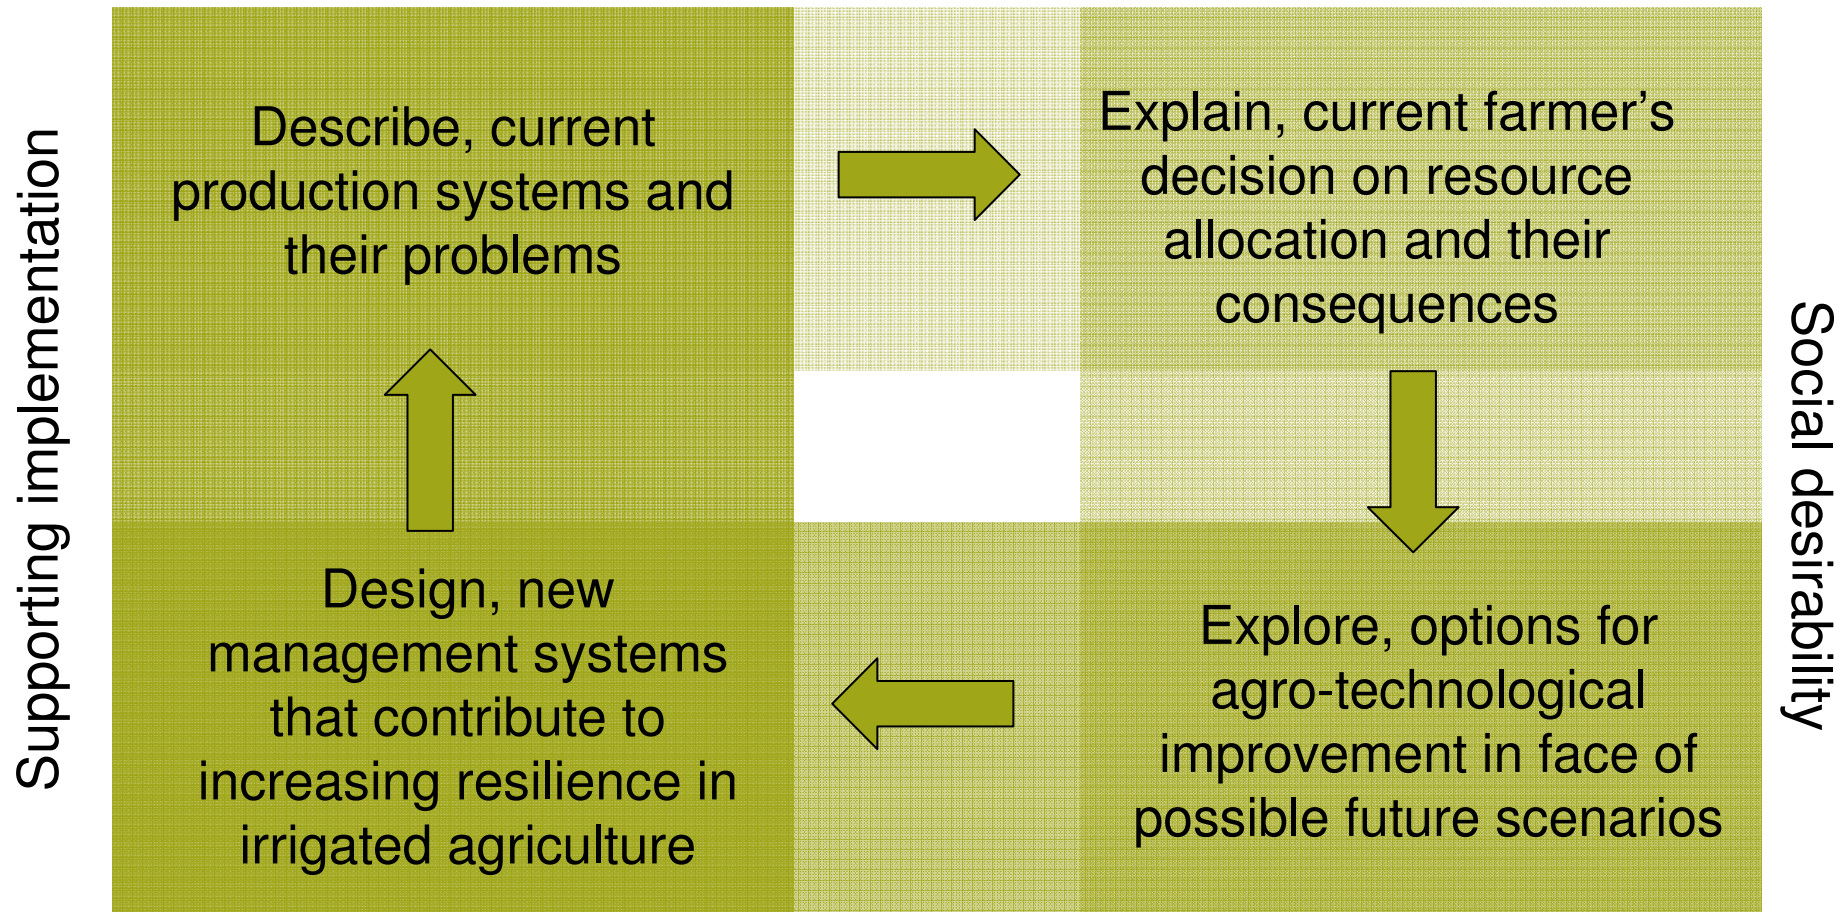 Supporting implementation
Describe, current
production systems and
their problems
Explain, current farmer’s
decision on resource
allocation and their
consequences
Design, new
management systems
that contribute to
increasing resilience in
irrigated agriculture
Explore, options for
agro-technological
improvement in face of
possible future scenarios
Social desirability